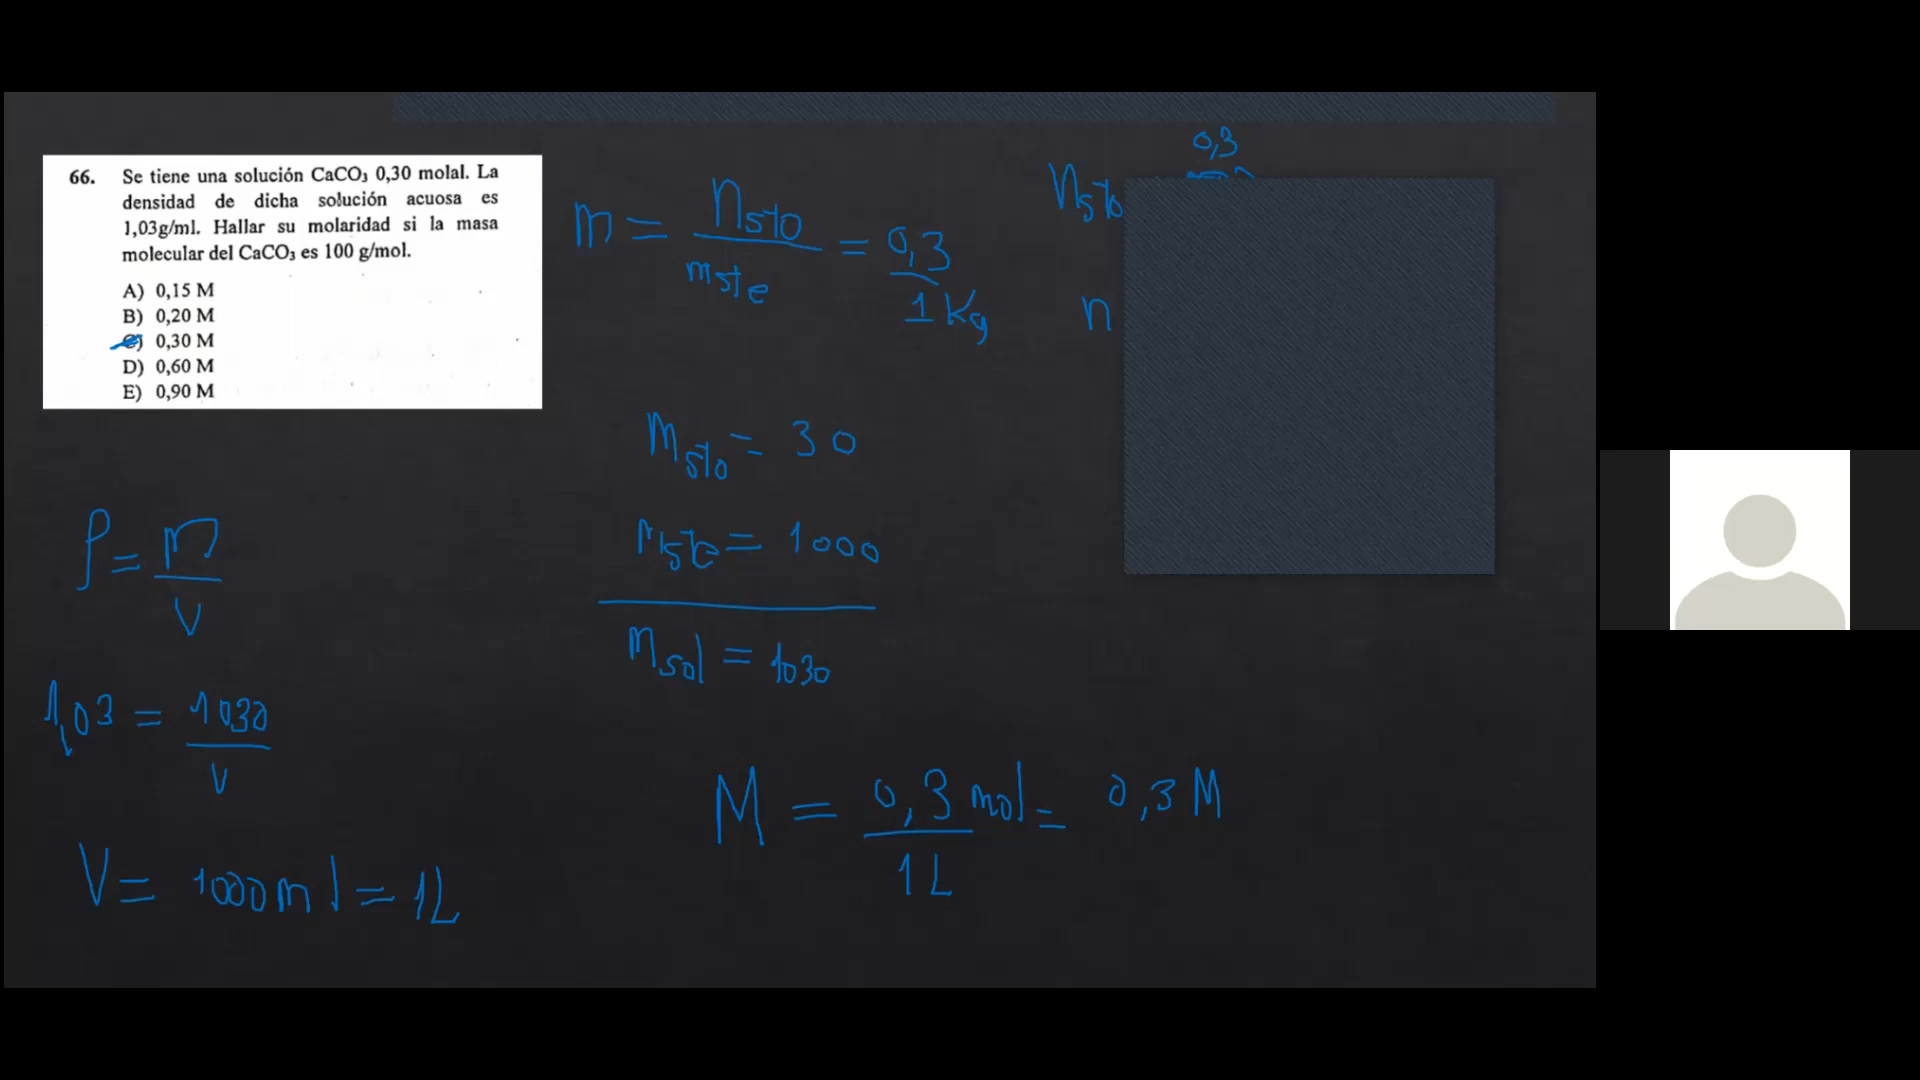 66. Se tiene una solución CaCO₃ 0,30 molal. La
densidad de dicha solución acuosa es
1,03g/ml. Hallar su molaridad si la masa
molecular del CaCO₃ es 100 g/mol.
A) 0,15 M
B) 0,20 M
C) 0,30 M
D) 0,60 M
E) 0,90 M
m = nsto / mste = 0,3 / 1 Kg
nsto
0,3
n
msto = 30
mste = 1000
msol = 1030
ρ = m / V
1,03 = 1030 / V
V = 1000 ml = 1L
M = 0,3 mol / 1 L = 0,3 M